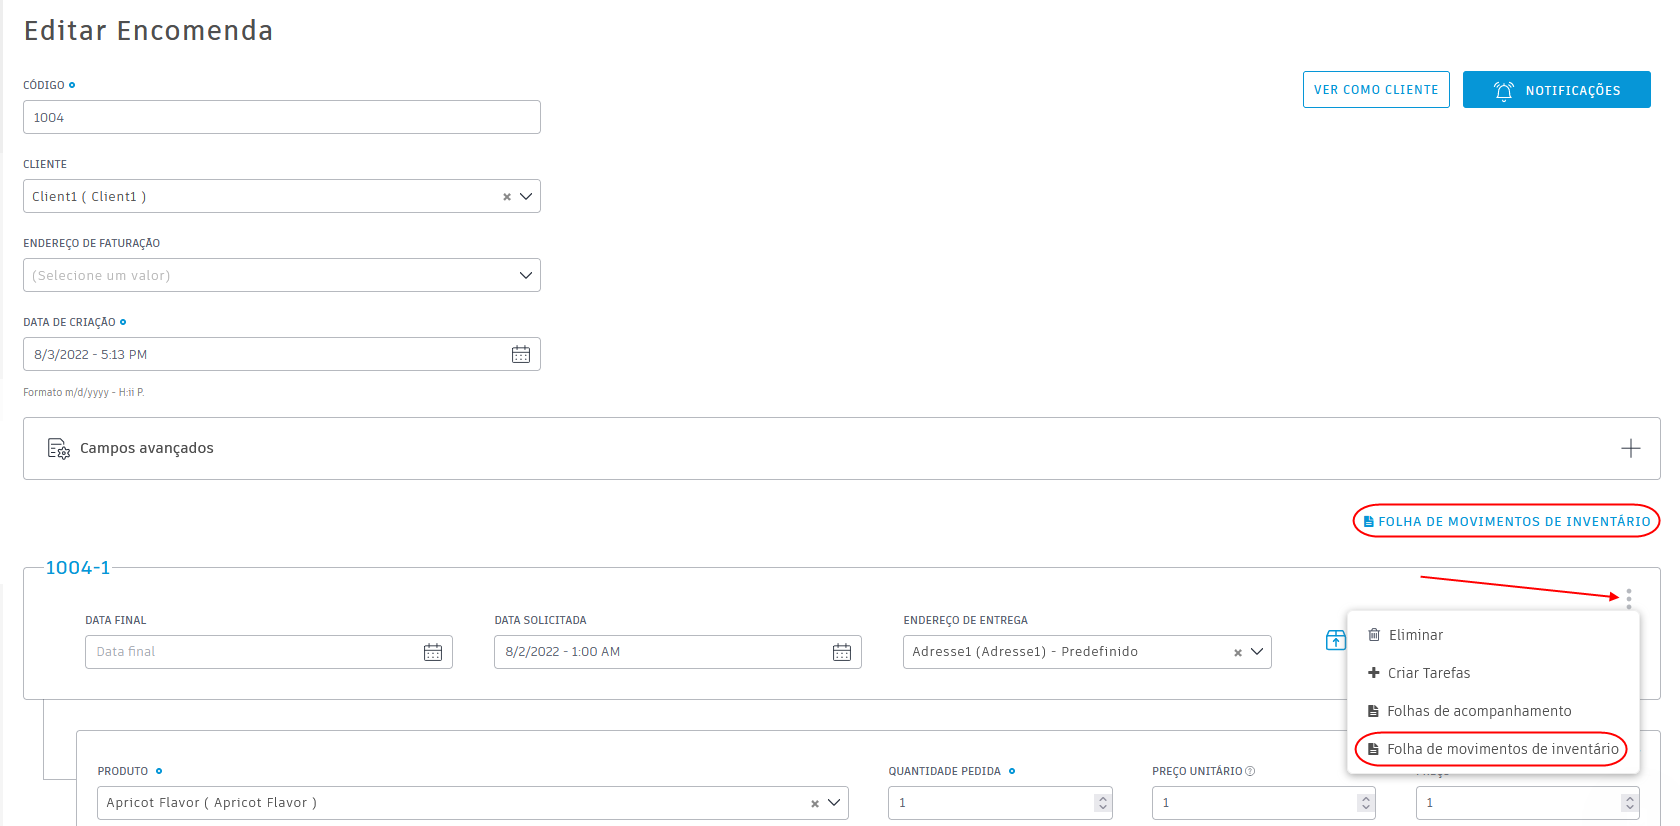 Editar Encomenda
CÓDIGO
1004
VER COMO CLIENTE
NOTIFICAÇÕES
CLIENTE
Client1 ( Client1 )
ENDEREÇO DE FATURAÇÃO
(Selecione um valor)
DATA DE CRIAÇÃO
8/3/2022 - 5:13 PM
Formato m/d/yyyy - H:ii P.
Campos avançados
FOLHA DE MOVIMENTOS DE INVENTÁRIO
1004-1
DATA FINAL
Data final
DATA SOLICITADA
8/2/2022 - 1:00 AM
ENDEREÇO DE ENTREGA
Adresse1 (Adresse1) - Predefinido
Eliminar
Criar Tarefas
Folhas de acompanhamento
Folha de movimentos de inventário
PRODUTO
Apricot Flavor ( Apricot Flavor )
QUANTIDADE PEDIDA
1
PREÇO UNITÁRIO
1
1